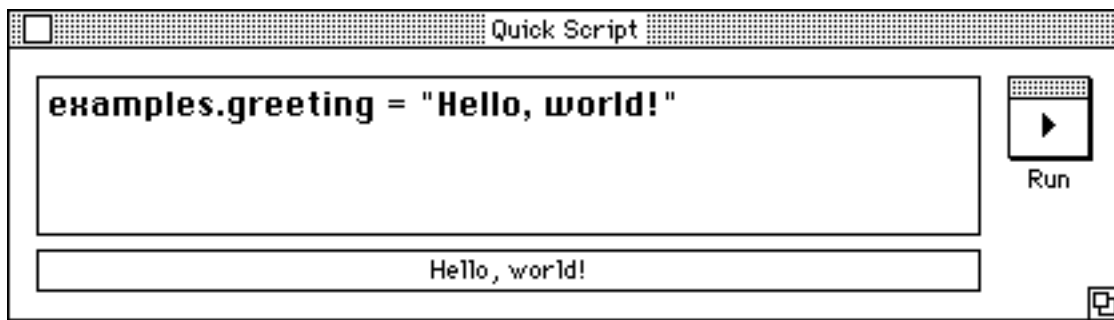 Quick Script
examples.greeting = "Hello, world!"
Run
Hello, world!